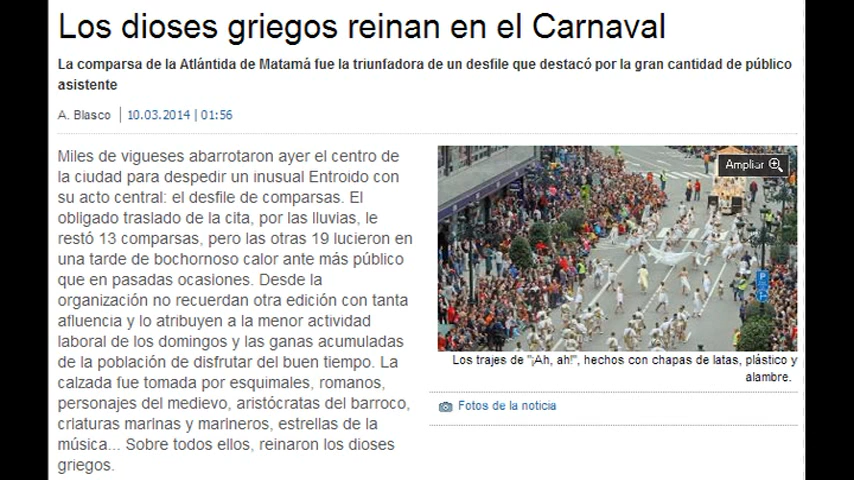 Los dioses griegos reinan en el Carnaval
La comparsa de la Atlántida de Matamá fue la triunfadora de un desfile que destacó por la gran cantidad de público
asistente
A. Blasco | 10.03.2014 | 01:56
Miles de vigueses abarrotaron ayer el centro de
la ciudad para despedir un inusual Entroido con
su acto central: el desfile de comparsas. El
obligado traslado de la cita, por las lluvias, le
restó 13 comparsas, pero las otras 19 lucieron en
una tarde de bochornoso calor ante más público
que en pasadas ocasiones. Desde la
organización no recuerdan otra edición con tanta
afluencia y lo atribuyen a la menor actividad
laboral de los domingos y las ganas acumuladas
de la población de disfrutar del buen tiempo. La
calzada fue tomada por esquimales, romanos,
personajes del medievo, aristócratas del barroco,
criaturas marinas y marineros, estrellas de la
música... Sobre todos ellos, reinaron los dioses
griegos.
Ampliar
P
Los trajes de "¡Ah, ah!", hechos con chapas de latas, plástico y
alambre.
Fotos de la noticia